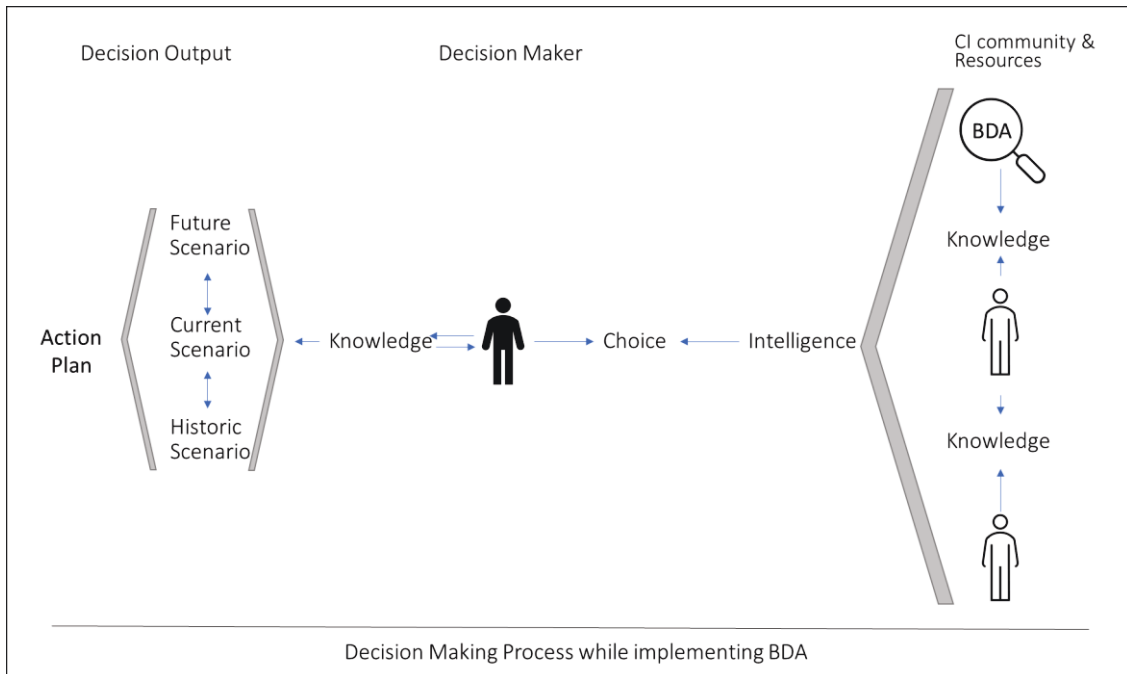 Decision Output
Decision Maker
CI community &
Resources
BDA
Knowledge
Knowledge
Future
Scenario
Current
Scenario
Historic
Scenario
Action
Plan
Knowledge
Choice
Intelligence
Decision Making Process while implementing BDA